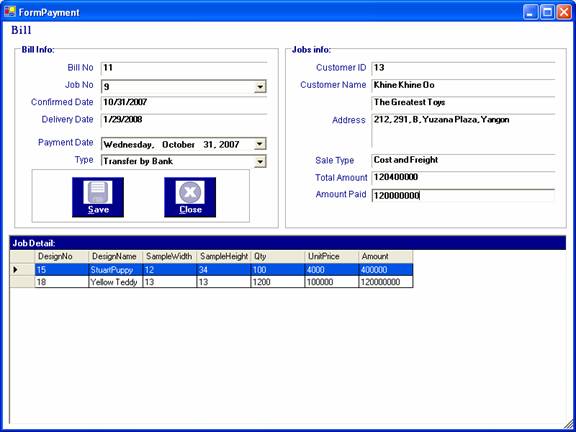 FormPayment
Bill
Bill Info:
Bill No 11
Job No 9
Confirmed Date 10/31/2007
Delivery Date 1/29/2008
Payment Date Wednesday, October 31, 2007
Type Transfer by Bank
Save Close
Jobs info:
Customer ID 13
Customer Name Khine Khine Oo
The Greatest Toys
Address 212, 291, B, Yuzana Plaza, Yangon
Sale Type Cost and Freight
Total Amount 120400000
Amount Paid 120000000
Job Detail:
DesignNo DesignName SampleWidth SampleHeight Qty UnitPrice Amount
15 StuartPuppy 12 34 100 4000 400000
18 Yellow Teddy 13 13 1200 100000 120000000